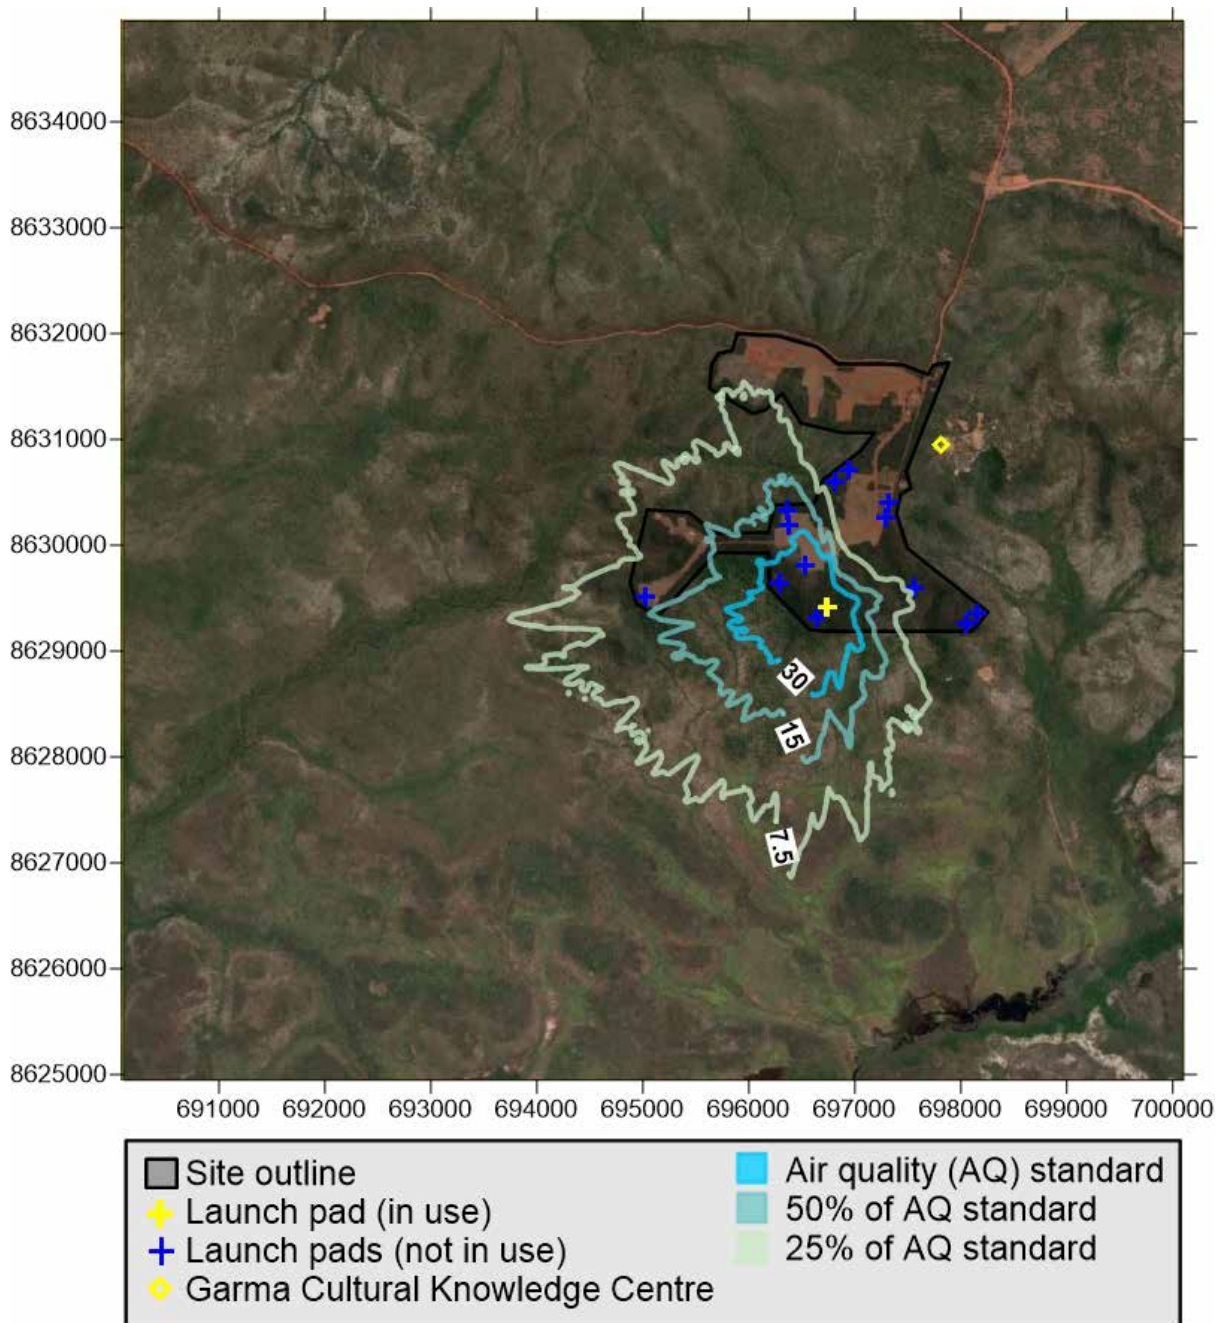 8634000
8633000
8632000
8631000
8630000
8629000
8628000
8627000
8626000
8625000
30
15
7.5
691000 692000 693000 694000 695000 696000 697000 698000 699000 700000
Site outline
Launch pad (in use)
Launch pads (not in use)
Garma Cultural Knowledge Centre
Air quality (AQ) standard
50% of AQ standard
25% of AQ standard